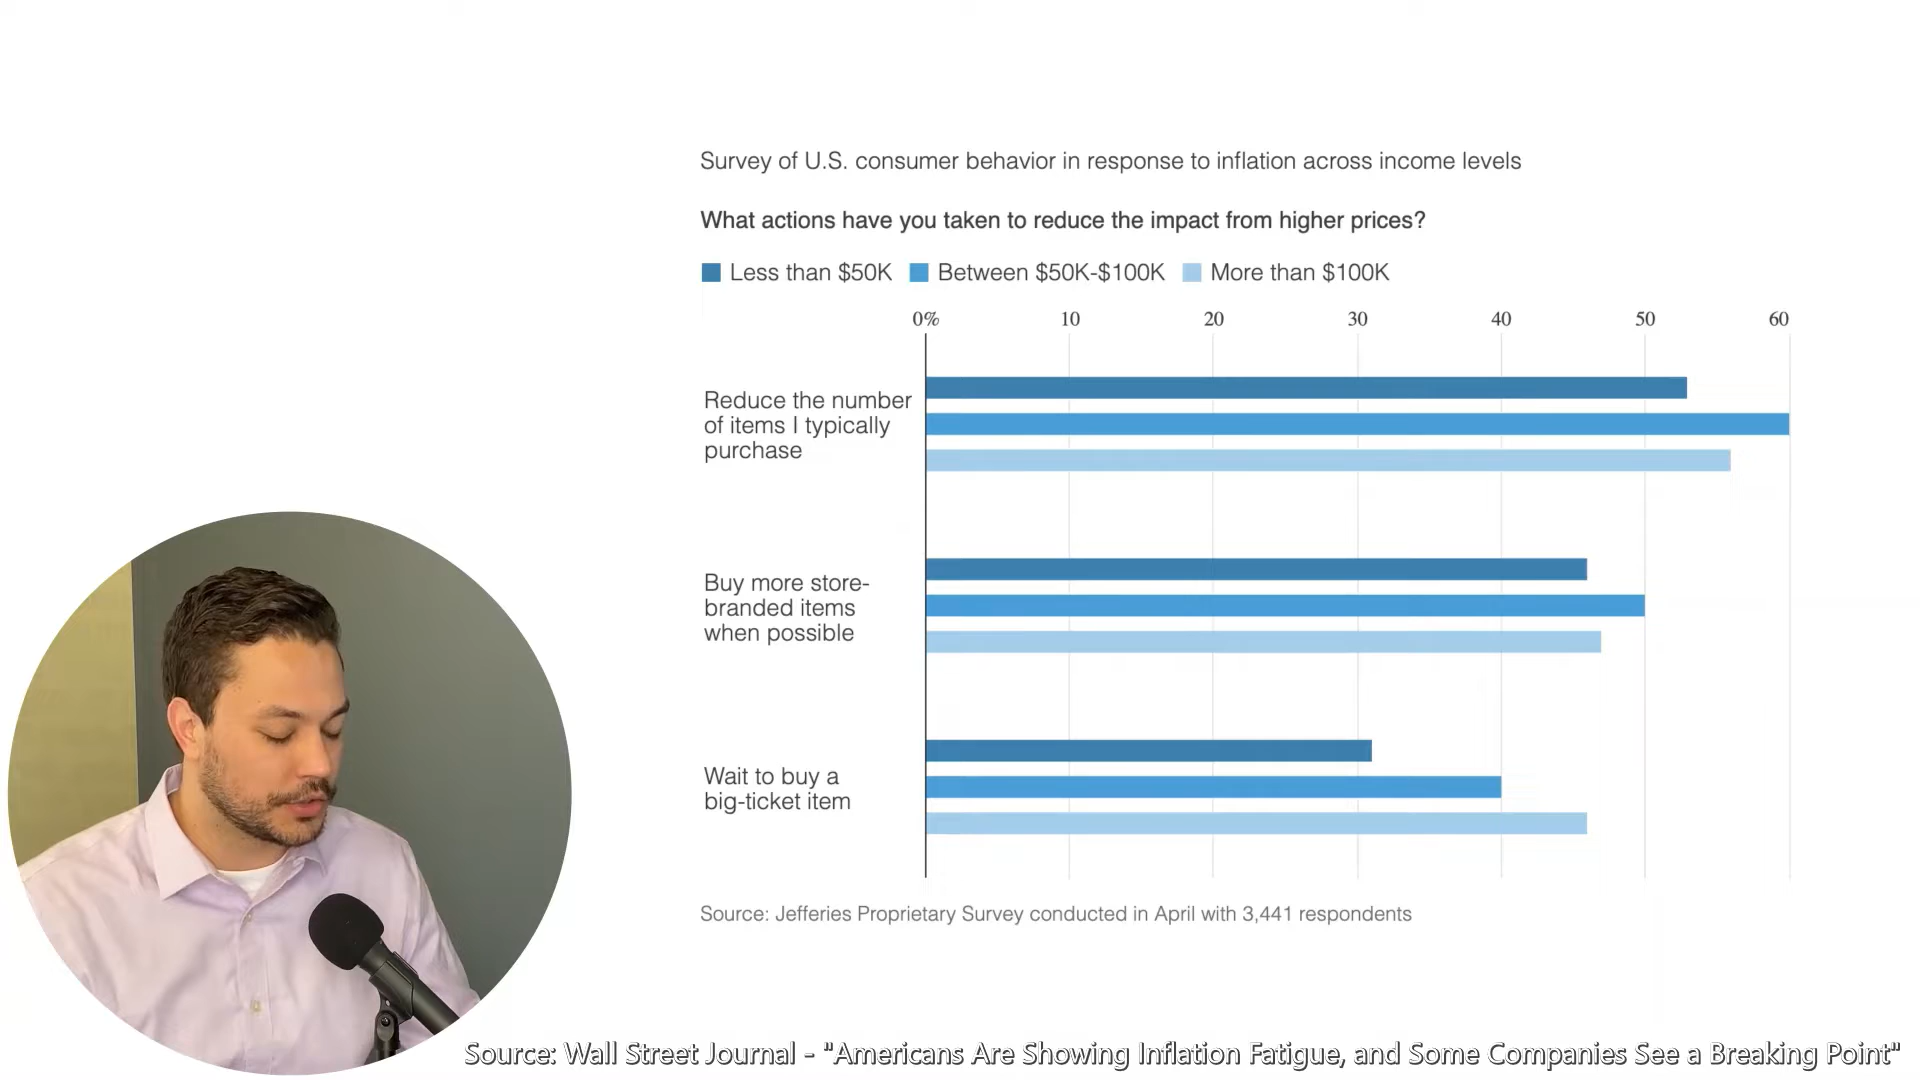 Survey of U.S. consumer behavior in response to inflation across income levels
What actions have you taken to reduce the impact from higher prices?
Less than $50K Between $50K-$100K More than $100K
0% 10 20 30 40 50 60
Reduce the number
of items I typically
purchase
Buy more store-
branded items
when possible
Wait to buy a
big-ticket item
Source: Jefferies Proprietary Survey conducted in April with 3,441 respondents
Source: Wall Street Journal - "Americans Are Showing Inflation Fatigue, and Some Companies See a Breaking Point"